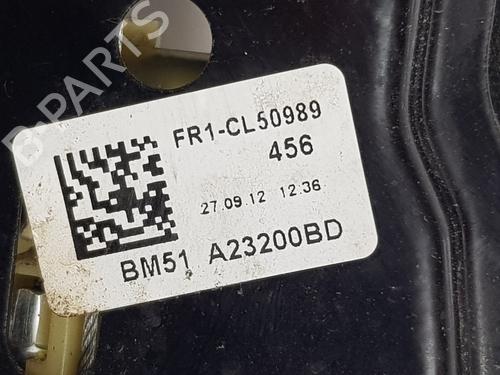 B-PARTS
FR1-CL50989
456
27.09.12 12.36
BM51 A23200BD